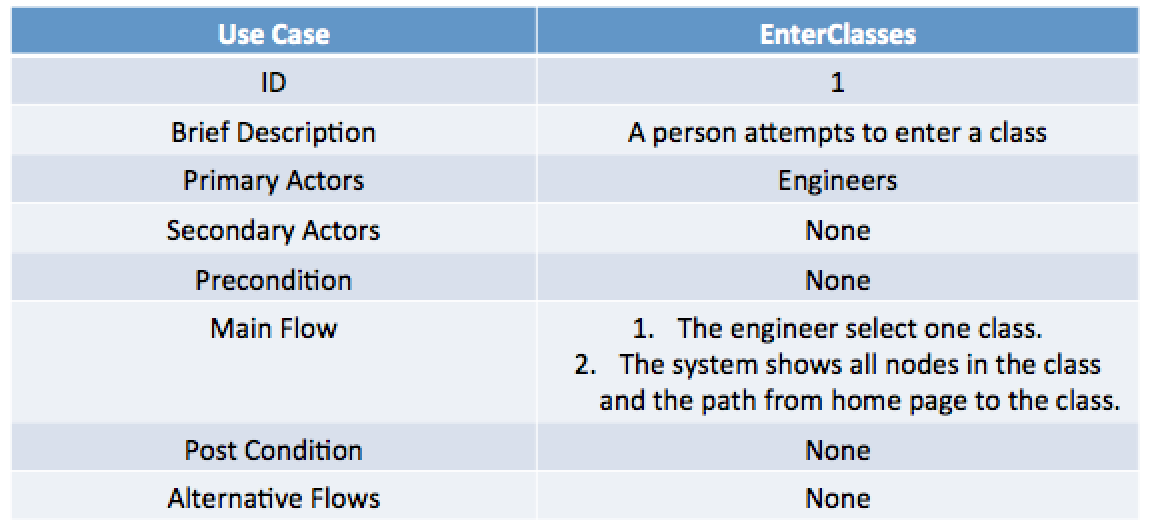 Use Case EnterClasses
ID 1
Brief Description A person attempts to enter a class
Primary Actors Engineers
Secondary Actors None
Precondition None
Main Flow 1. The engineer select one class.
2. The system shows all nodes in the class
and the path from home page to the class.
Post Condition None
Alternative Flows None